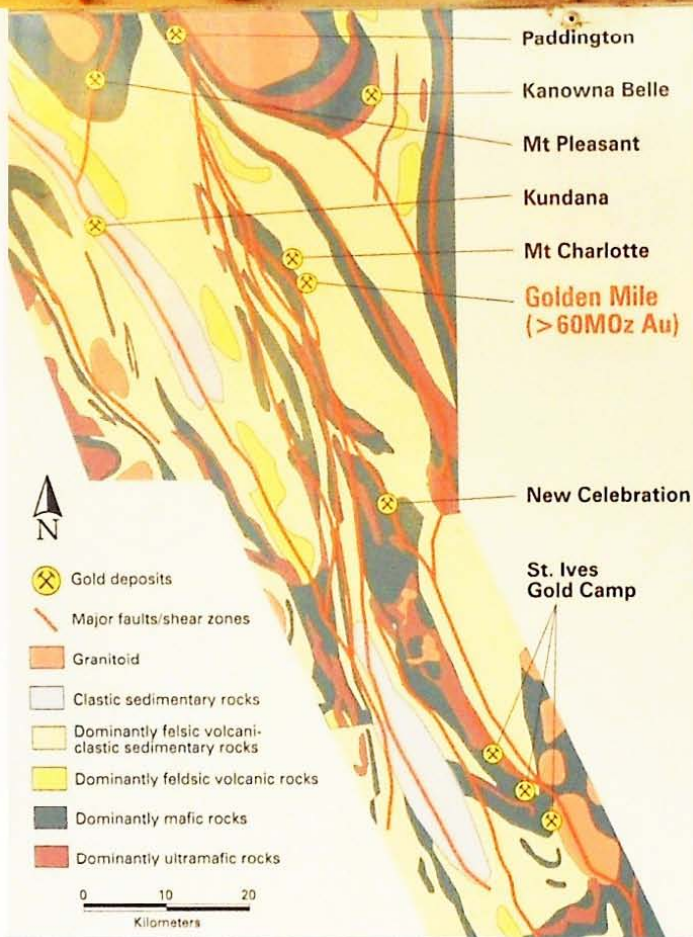 Paddington
Kanowna Belle
Mt Pleasant
Kundana
Mt Charlotte
Golden Mile
(>60MOz Au)
New Celebration
St. Ives
Gold Camp
N
Gold deposits
Major faults/shear zones
Granitoid
Clastic sedimentary rocks
Dominantly felsic volcani-
clastic sedimentary rocks
Dominantly feldsic volcanic rocks
Dominantly mafic rocks
Dominantly ultramafic rocks
0 10 20
Kilometers